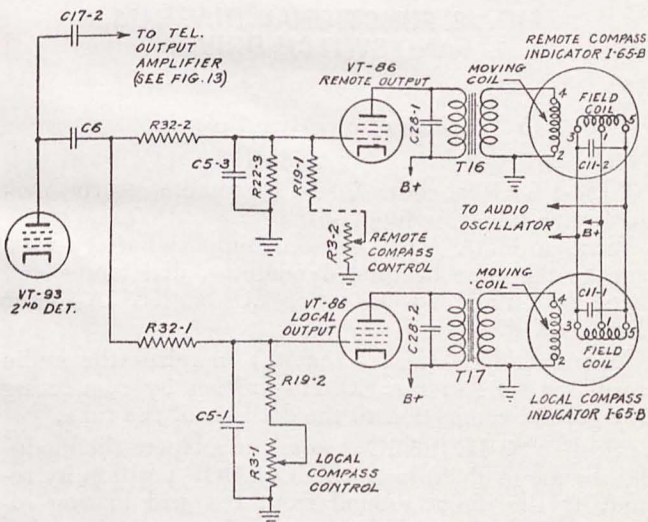 C17-2
TO TEL.
OUTPUT
AMPLIFIER
(SEE FIG. 13)
VT-86
REMOTE OUTPUT
MOVING
COIL
REMOTE COMPASS
INDICATOR I-65-B
C6
R32-2
C5-3
R22-3
R19-1
C28-1
B+
T16
4
2
FIELD
COIL
3
1
5
C11-2
R3-2
REMOTE
COMPASS
CONTROL
TO AUDIO
OSCILLATOR
B+
VT-93
2ND DET.
R32-1
VT-86
LOCAL
OUTPUT
C28-2
B+
T17
MOVING
COIL
4
2
C11-1
3
1
5
FIELD
COIL
LOCAL COMPASS
INDICATOR I-65-B
C5-1
R19-2
R3-1
LOCAL
COMPASS
CONTROL